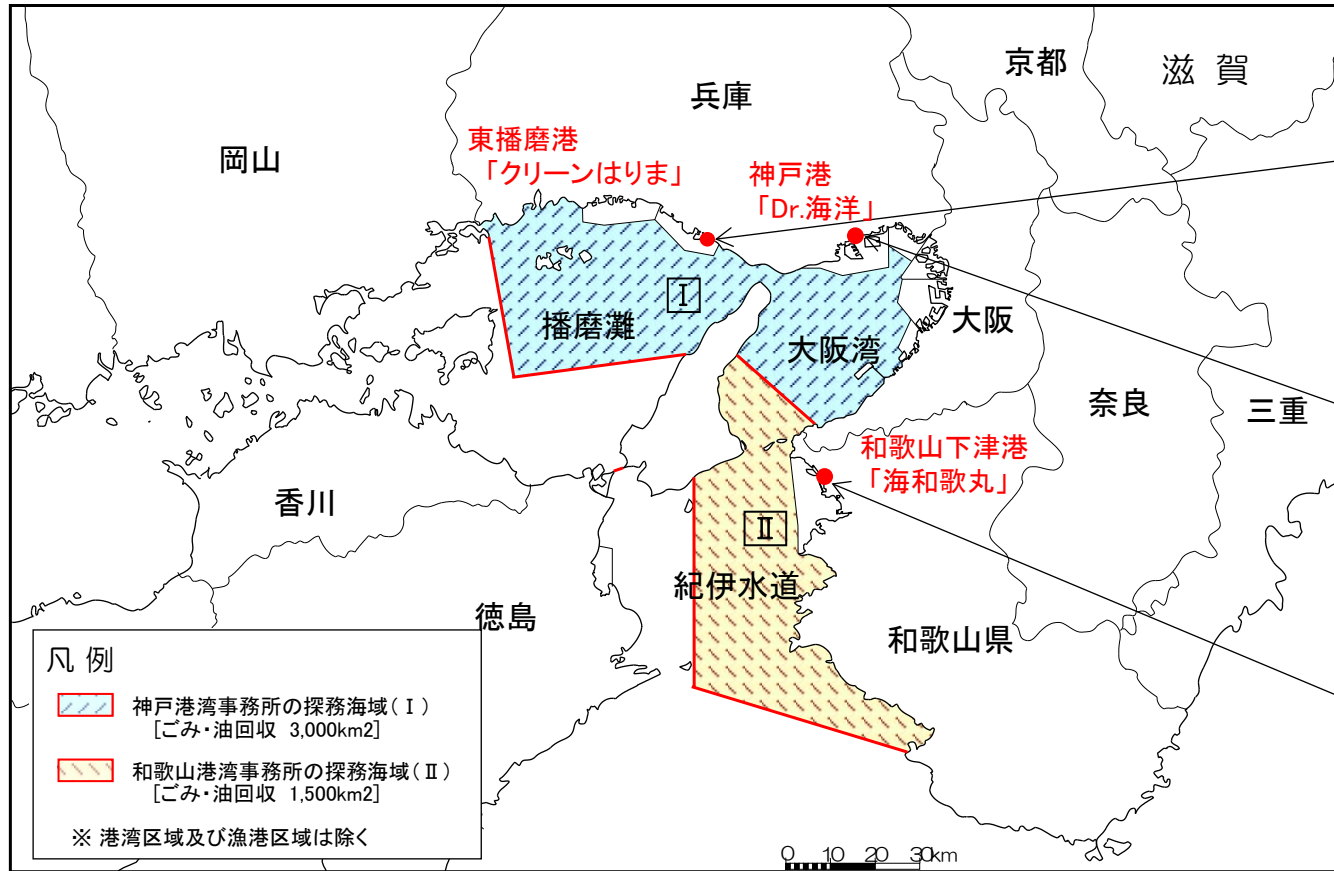 京都
滋 賀
兵庫
東播磨港
「クリーンはりま」
神戸港
「Dr.海洋」
岡山
Ⅰ
播磨灘
大阪湾
大阪
奈良
三重
和歌山下津港
「海和歌丸」
香川
Ⅱ
紀伊水道
徳島
和歌山県
凡 例
神戸港湾事務所の探務海域(Ⅰ)
[ごみ・油回収 3,000km2]
和歌山港湾事務所の探務海域(Ⅱ)
[ごみ・油回収 1,500km2]
※ 港湾区域及び漁港区域は除く
0 10 20 30km